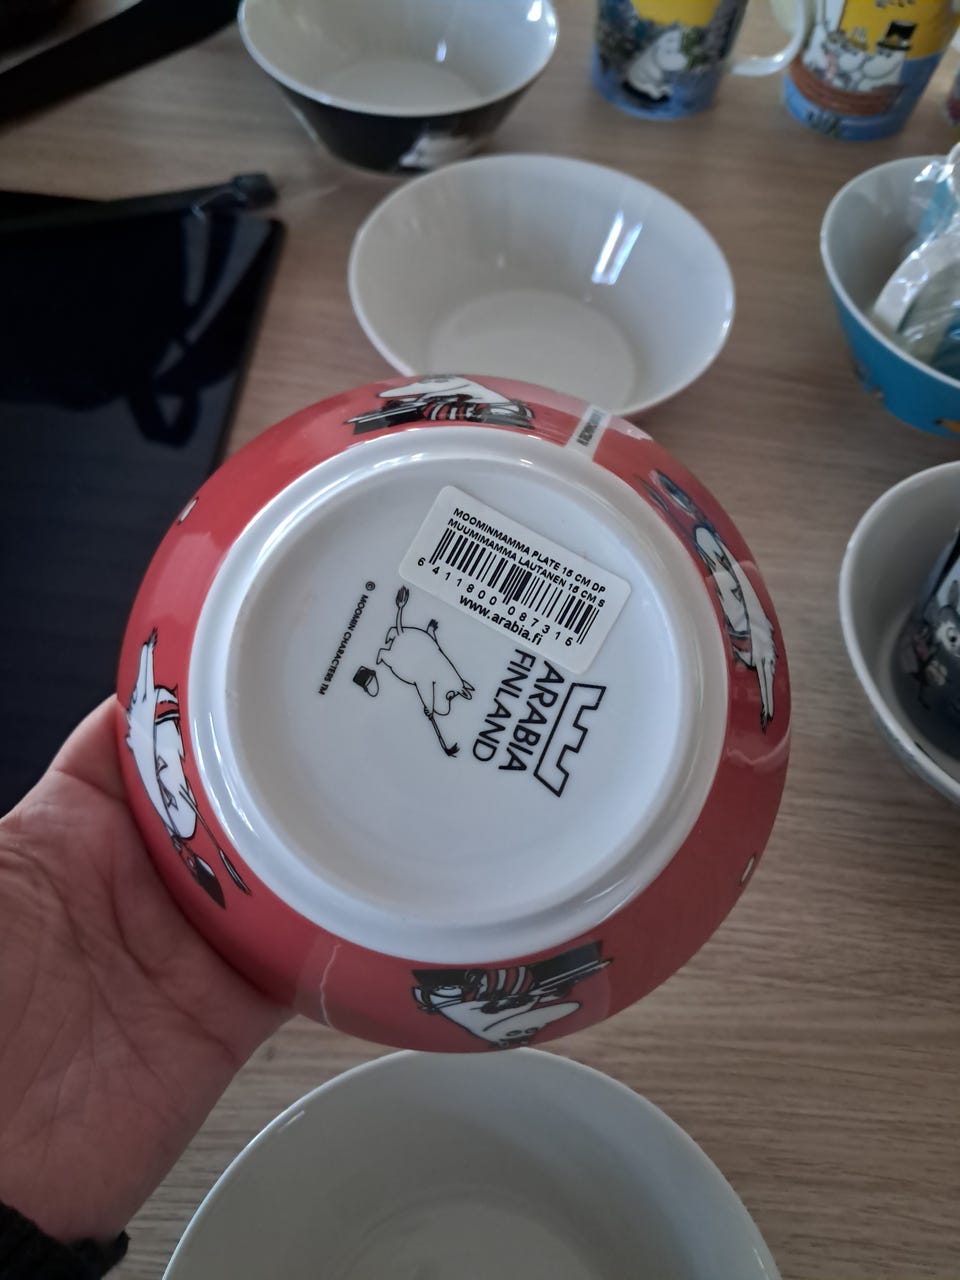 MOOMINMAMMA PLATE 15 CM DP
MUUMIMAMMA LAUTANEN 15 CM S
6 411800 087315
www.arabia.fi
ARABIA
FINLAND
© MOOMIN CHARACTERS TM